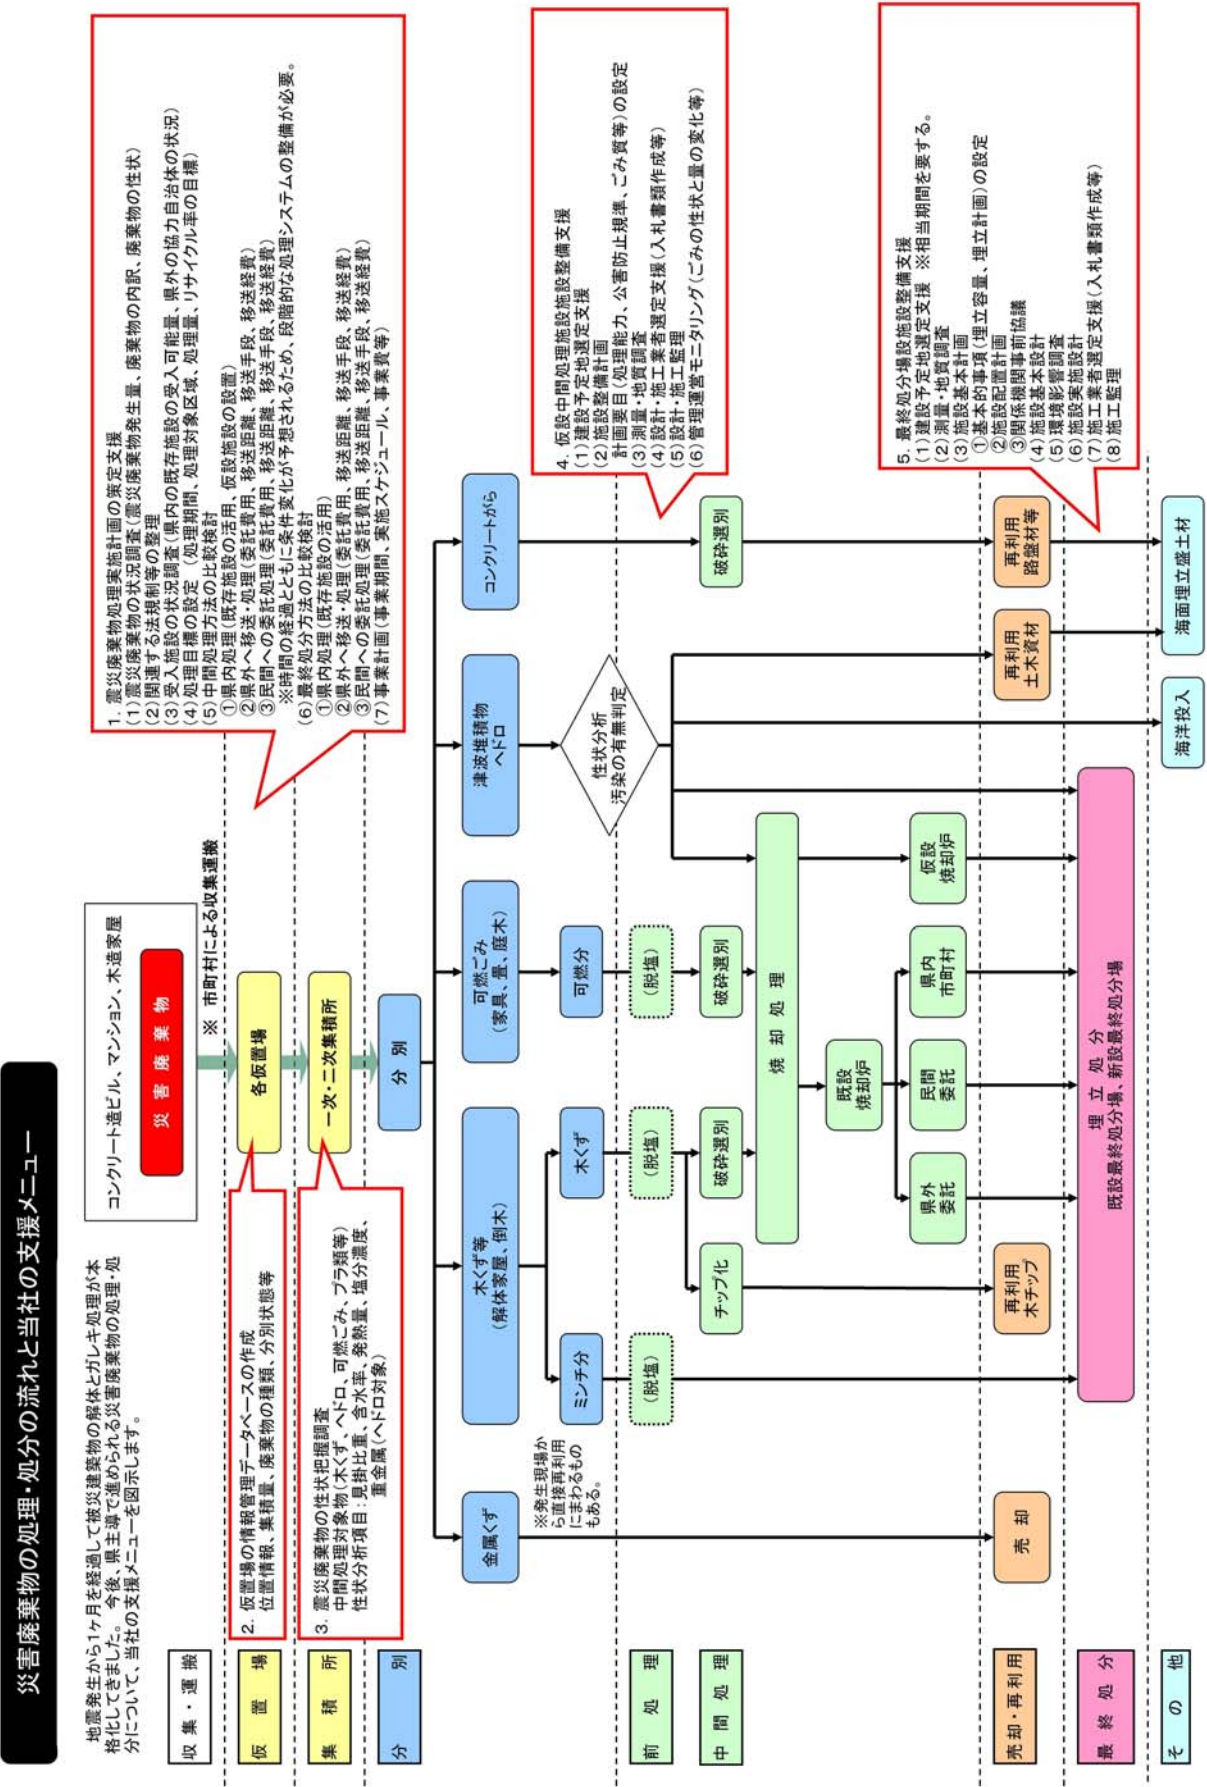 災害廃棄物の処理・処分の流れと当社の支援メニュー
地震発生から1ヶ月を経過して被災建築物の解体とガレキ処理が本
格化してきました。今後、県主導で進められる災害廃棄物の処理・処
分について、当社の支援メニューを図示します。
コンクリート造ビル、マンション、木造家屋
災害廃棄物
※ 市町村による収集運搬
収集・運搬
仮置場
各仮置場
集積所
一次・二次集積所
分別
分別
1. 震災廃棄物処理実施計画の策定支援
(1)震災廃棄物の状況調査(震災廃棄物発生量、廃棄物の内訳、廃棄物の性状)
(2)関連する法規制等の整理
(3)受入施設の状況調査(県内の既存施設の受入可能量、県外の協力自治体の状況)
(4)処理目標の設定 (処理期間、処理対象区域、処理量、リサイクル率の目標)
(5)中間処理方法の比較検討
①県内処理(既存施設の活用、仮設施設の設置)
②県外へ移送・処理(委託費用、移送距離、移送手段、移送経費)
③民間への委託処理(委託費用、移送距離、移送手段、移送経費)
※時間の経過とともに条件変化が予想されるため、段階的な処理システムの整備が必要。
(6)最終処分方法の比較検討
①県内処理(既存施設の活用)
②県外へ移送・処理(委託費用、移送距離、移送手段、移送経費)
③民間への委託処理(委託費用、移送距離、移送手段、移送経費)
(7)事業計画(事業期間、実施スケジュール、事業費等)
2. 仮置場の情報管理データベースの作成
位置情報、集積量、廃棄物の種類、分別状態等
3. 震災廃棄物の性状把握調査
中間処理対象物(木くず、ヘドロ、可燃ごみ、プラ類等)
性状分析項目:見掛比重、含水率、発熱量、塩分濃度、
重金属(ヘドロ対象)
金属くず
木くず等
(解体家屋、倒木)
可燃ごみ
(家具、畳、庭木)
津波堆積物
ヘドロ
コンクリートがら
※発生現場か
ら直接再利用
にまわるもの
もある。
ミンチ分
木くず
可燃分
性状分析
汚染の有無判定
4. 仮設中間処理施設施設整備支援
(1)建設予定地選定支援
(2)施設整備計画
計画要目(処理能力、公害防止規準、ごみ質等)の設定
(3)測量・地質調査
(4)設計・施工業者選定支援(入札書類作成等)
(5)設計・施工監理
(6)管理運営モニタリング(ごみの性状と量の変化等)
前処理
(脱塩)
(脱塩)
(脱塩)
中間処理
チップ化
破砕選別
破砕選別
破砕選別
焼却処理
既設
焼却炉
県外
委託
民間
委託
県内
市町村
仮設
焼却炉
5. 最終処分場設施設整備支援
(1)建設予定地選定支援 ※相当期間を要する。
(2)測量・地質調査
(3)施設基本計画
①基本的事項(埋立容量、埋立計画)の設定
②施設配置計画
③関係機関事前協議
(4)施設基本設計
(5)環境影響調査
(6)施設実施設計
(7)施工業者選定支援(入札書類作成等)
(8)施工監理
売却・再利用
売却
再利用
木チップ
再利用
土木資材
再利用
路盤材等
最終処分
埋立処分
既設最終処分場、新設最終処分場
その他
海洋投入
海面埋立盛土材